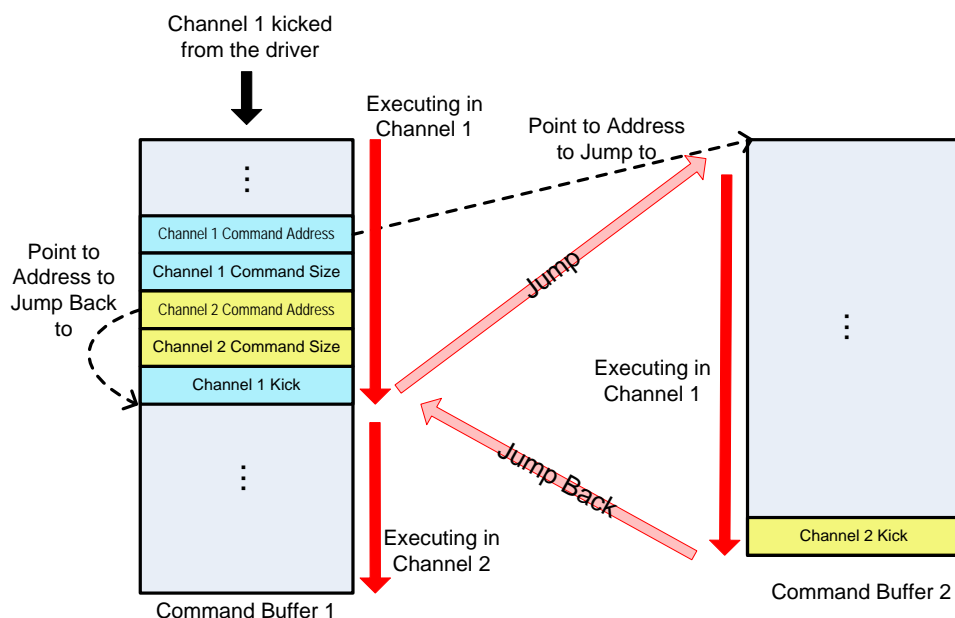 Channel 1 kicked
from the driver
Executing in
Channel 1
Point to Address
to Jump to
⋮
Channel 1 Command Address
Channel 1 Command Size
Channel 2 Command Address
Channel 2 Command Size
Channel 1 Kick
Point to
Address to
Jump Back
to
Jump
⋮
Executing in
Channel 1
Jump Back
⋮
Executing in
Channel 2
Channel 2 Kick
Command Buffer 1
Command Buffer 2